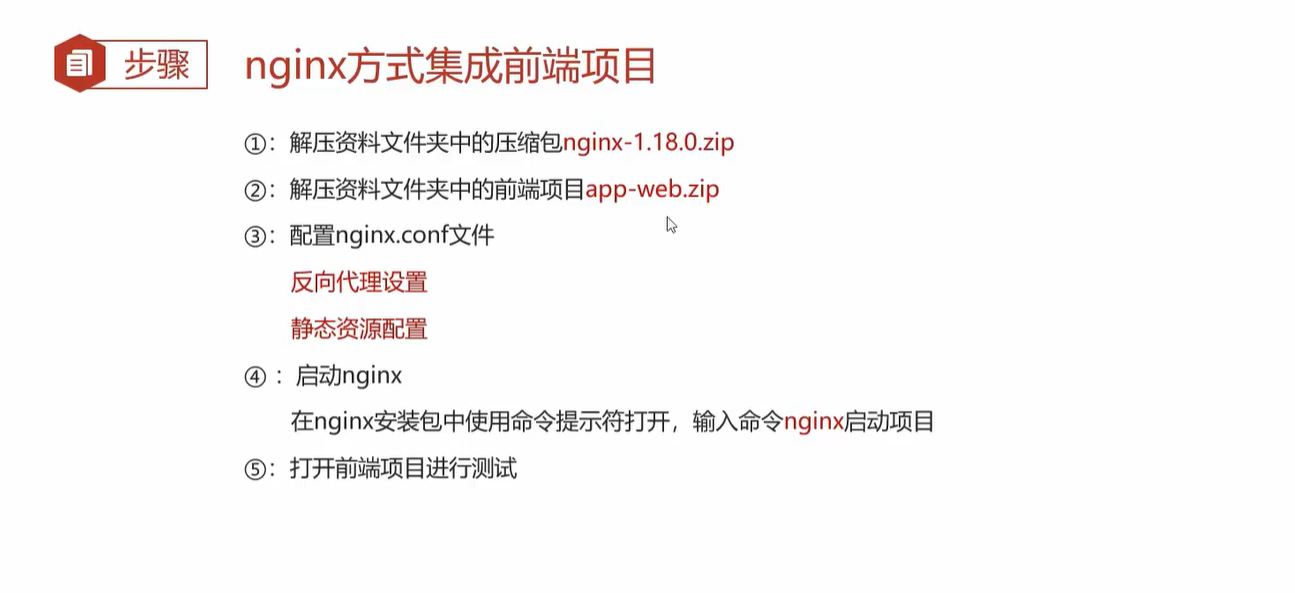 步骤 nginx方式集成前端项目
①：解压资料文件夹中的压缩包nginx-1.18.0.zip
②：解压资料文件夹中的前端项目app-web.zip
③：配置nginx.conf文件
反向代理设置
静态资源配置
④ ：启动nginx
在nginx安装包中使用命令提示符打开，输入命令nginx启动项目
⑤：打开前端项目进行测试